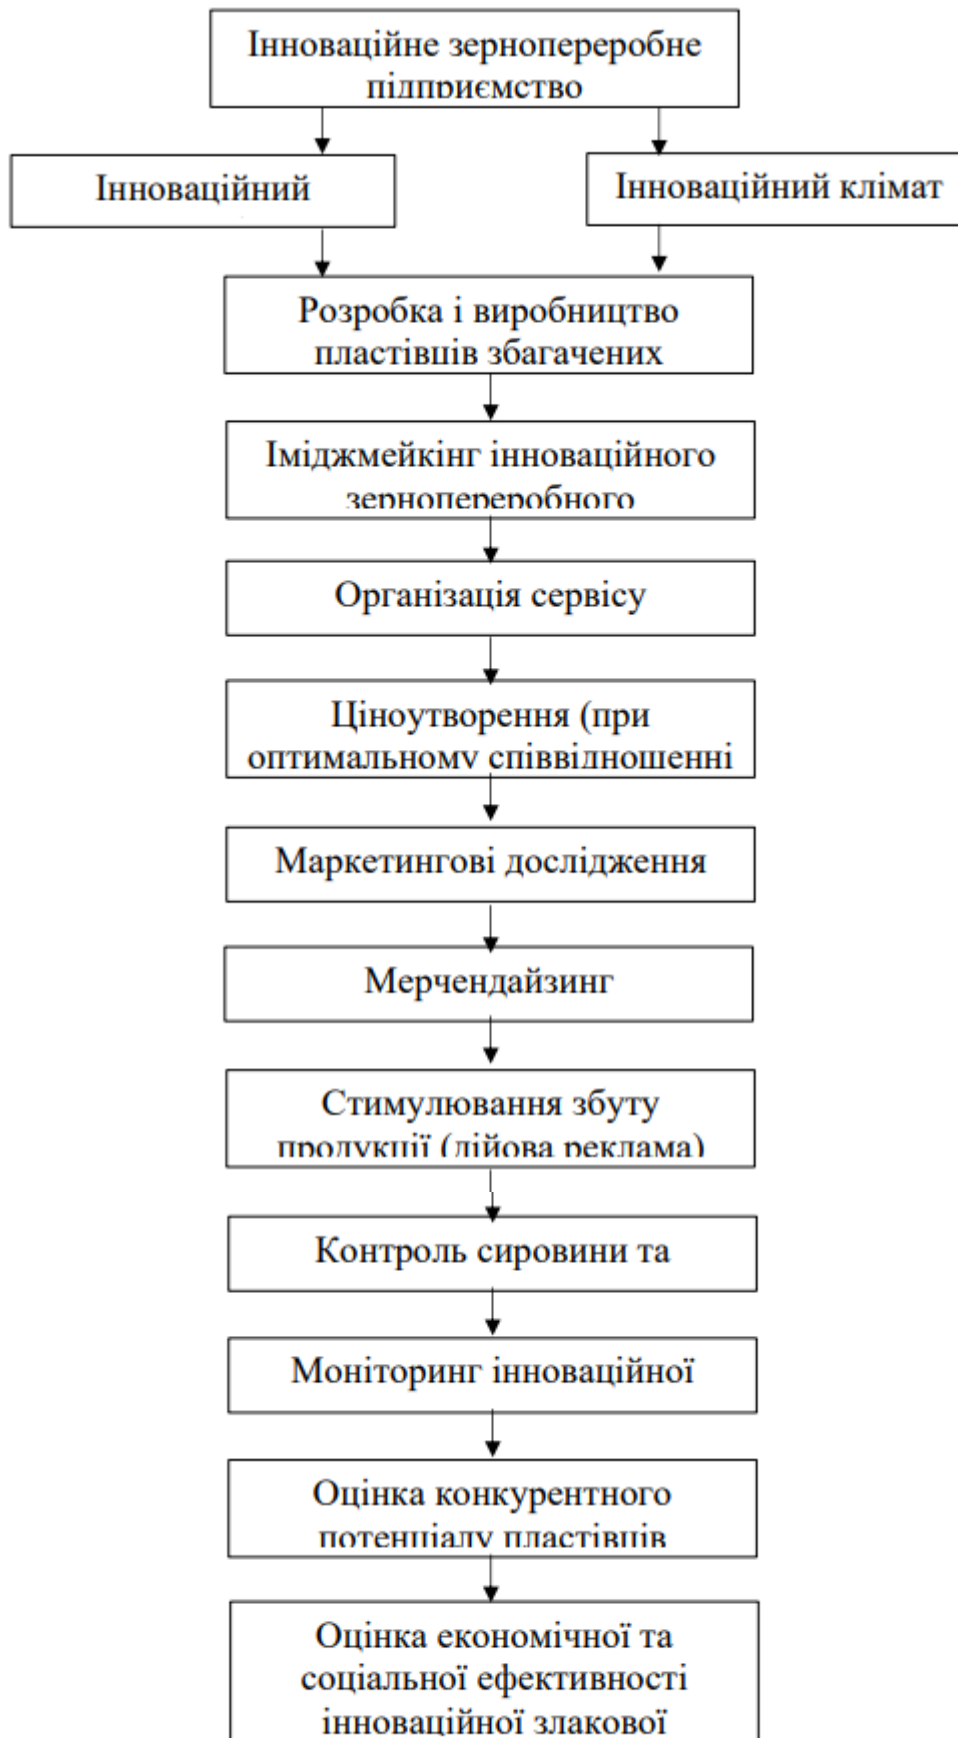 Інноваційне зернопереробне
підприємство
Інноваційний
Інноваційний клімат
Розробка і виробництво
пластівців збагачених
Іміджмейкінг інноваційного
зернопереробного
Організація сервісу
Ціноутворення (при
оптимальному співвідношенні
Маркетингові дослідження
Мерчендайзинг
Стимулювання збуту
продукції (дійова реклама)
Контроль сировини та
Моніторинг інноваційної
Оцінка конкурентного
потенціалу пластівців
Оцінка економічної та
соціальної ефективності
інноваційної злакової